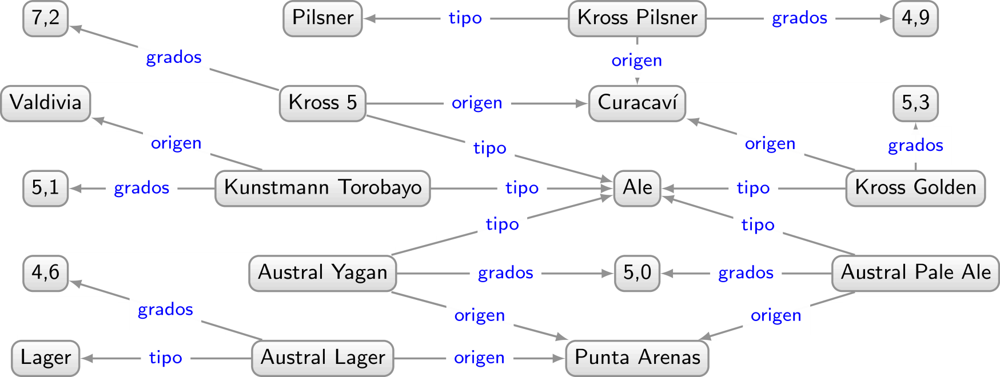 7,2
Pilsner
tipo
Kross Pilsner
grados
4,9
grados
origen
Valdivia
Kross 5
origen
Curacaví
5,3
origen
tipo
origen
grados
5,1
grados
Kunstmann Torobayo
tipo
Ale
tipo
Kross Golden
tipo
tipo
4,6
Austral Yagan
grados
5,0
grados
Austral Pale Ale
grados
origen
origen
Lager
tipo
Austral Lager
origen
Punta Arenas